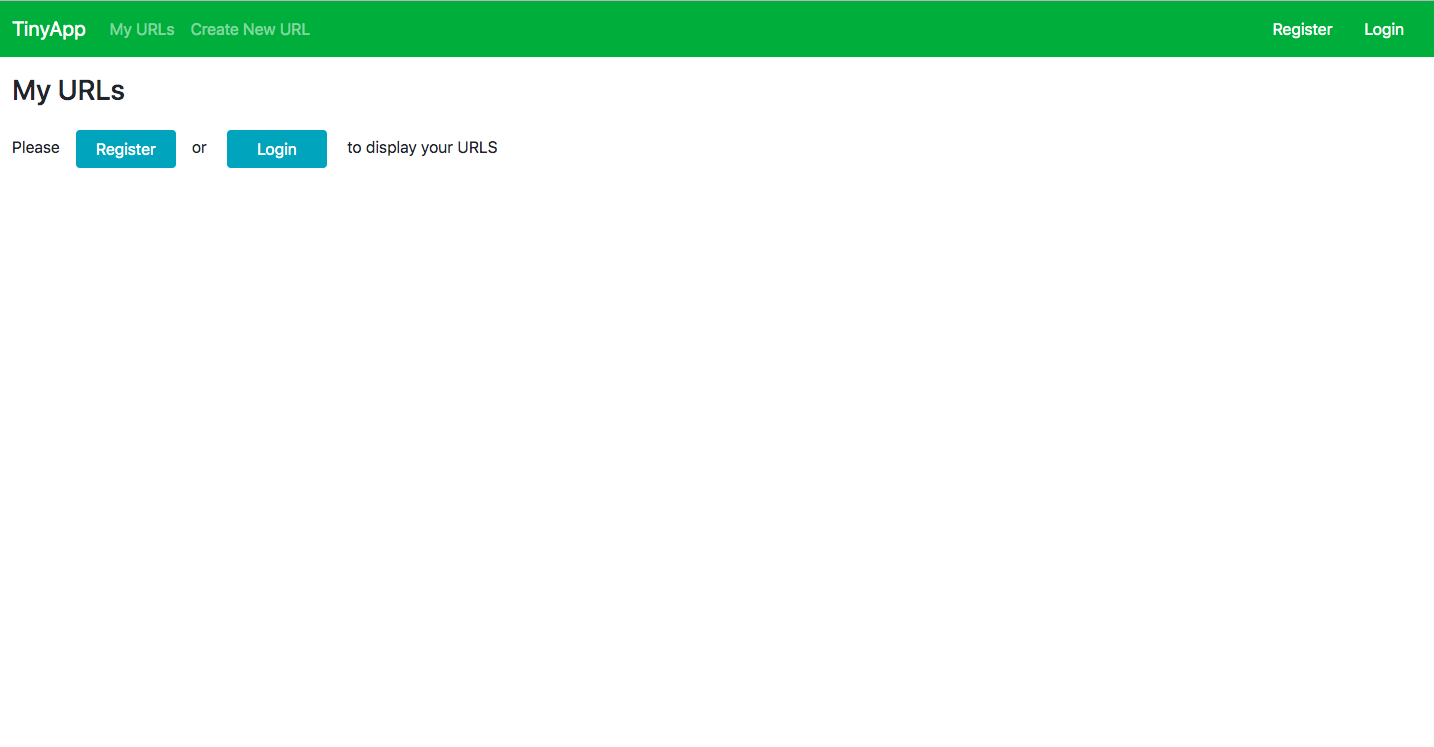 TinyApp My URLs Create New URL Register Login
My URLs
Please Register or Login to display your URLS